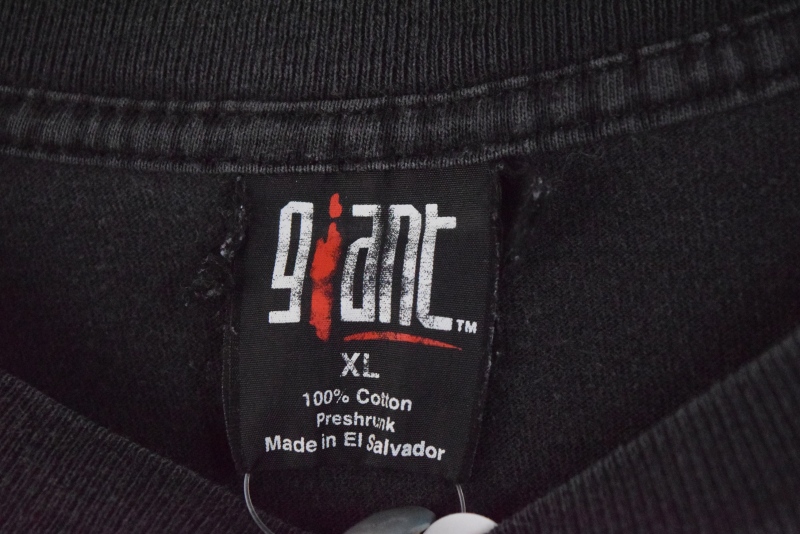 giant™
XL
100% Cotton
Preshrunk
Made in El Salvador